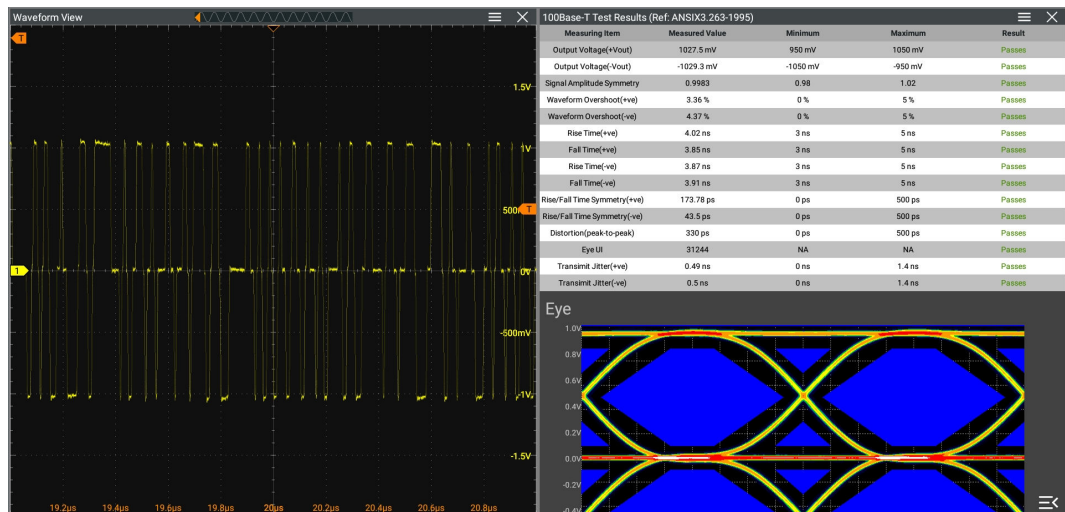 Waveform View
T
1.5V
1V
500m
T
1
0V
-500mV
-1V
-1.5V
19.2µs 19.4µs 19.6µs 19.8µs 20µs 20.2µs 20.4µs 20.6µs 20.8µs
100Base-T Test Results (Ref: ANSIX3.263-1995)
Measuring Item Measured Value Minimum Maximum Result
Output Voltage(+Vout) 1027.5 mV 950 mV 1050 mV Passes
Output Voltage(-Vout) -1029.3 mV -1050 mV -950 mV Passes
Signal Amplitude Symmetry 0.9983 0.98 1.02 Passes
Waveform Overshoot(+ve) 3.36 % 0 % 5 % Passes
Waveform Overshoot(-ve) 4.37 % 0 % 5 % Passes
Rise Time(+ve) 4.02 ns 3 ns 5 ns Passes
Fall Time(+ve) 3.85 ns 3 ns 5 ns Passes
Rise Time(-ve) 3.87 ns 3 ns 5 ns Passes
Fall Time(-ve) 3.91 ns 3 ns 5 ns Passes
Rise/Fall Time Symmetry(+ve) 173.78 ps 0 ps 500 ps Passes
Rise/Fall Time Symmetry(-ve) 43.5 ps 0 ps 500 ps Passes
Distortion(peak-to-peak) 330 ps 0 ps 500 ps Passes
Eye UI 31244 NA NA Passes
Transimit Jitter(+ve) 0.49 ns 0 ns 1.4 ns Passes
Transimit Jitter(-ve) 0.5 ns 0 ns 1.4 ns Passes
Eye
1.0V
0.8V
0.6V
0.4V
0.2V
0.0V
-0.2V
-0.4V